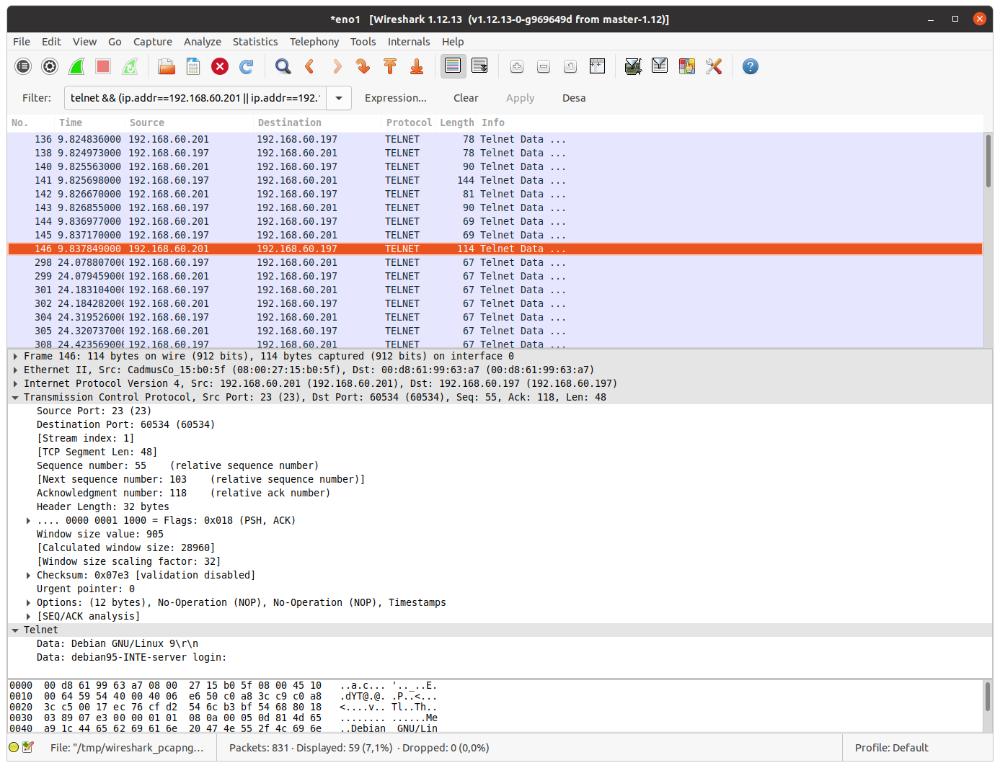 *eno1   [Wireshark 1.12.13  (v1.12.13-0-g969649d from master-1.12)]
File Edit View Go Capture Analyze Statistics Telephony Tools Internals Help
Filter: telnet && (ip.addr==192.168.60.201 || ip.addr==192. Expression... Clear Apply Desa
No. Time Source Destination Protocol Length Info
136 9.824836000 192.168.60.201 192.168.60.197 TELNET 78 Telnet Data ...
138 9.824973000 192.168.60.197 192.168.60.201 TELNET 78 Telnet Data ...
140 9.825563000 192.168.60.201 192.168.60.197 TELNET 90 Telnet Data ...
141 9.825698000 192.168.60.197 192.168.60.201 TELNET 144 Telnet Data ...
142 9.826670000 192.168.60.201 192.168.60.197 TELNET 81 Telnet Data ...
143 9.826855000 192.168.60.197 192.168.60.201 TELNET 90 Telnet Data ...
144 9.836977000 192.168.60.201 192.168.60.197 TELNET 69 Telnet Data ...
145 9.837170000 192.168.60.197 192.168.60.201 TELNET 69 Telnet Data ...
146 9.837849000 192.168.60.201 192.168.60.197 TELNET 114 Telnet Data ...
298 24.078807000 192.168.60.197 192.168.60.201 TELNET 67 Telnet Data ...
299 24.079459000 192.168.60.201 192.168.60.197 TELNET 67 Telnet Data ...
301 24.183104000 192.168.60.197 192.168.60.201 TELNET 67 Telnet Data ...
302 24.184282000 192.168.60.201 192.168.60.197 TELNET 67 Telnet Data ...
304 24.319526000 192.168.60.197 192.168.60.201 TELNET 67 Telnet Data ...
305 24.320737000 192.168.60.201 192.168.60.197 TELNET 67 Telnet Data ...
308 24.423569000 192.168.60.197 192.168.60.201 TELNET 67 Telnet Data ...
Frame 146: 114 bytes on wire (912 bits), 114 bytes captured (912 bits) on interface 0
Ethernet II, Src: CadmusCo_15:b0:5f (08:00:27:15:b0:5f), Dst: 00:d8:61:99:63:a7 (00:d8:61:99:63:a7)
Internet Protocol Version 4, Src: 192.168.60.201 (192.168.60.201), Dst: 192.168.60.197 (192.168.60.197)
Transmission Control Protocol, Src Port: 23 (23), Dst Port: 60534 (60534), Seq: 55, Ack: 118, Len: 48
Source Port: 23 (23)
Destination Port: 60534 (60534)
[Stream index: 1]
[TCP Segment Len: 48]
Sequence number: 55    (relative sequence number)
[Next sequence number: 103    (relative sequence number)]
Acknowledgment number: 118    (relative ack number)
Header Length: 32 bytes
.... 0000 0001 1000 = Flags: 0x018 (PSH, ACK)
Window size value: 905
[Calculated window size: 28960]
[Window size scaling factor: 32]
Checksum: 0x07e3 [validation disabled]
Urgent pointer: 0
Options: (12 bytes), No-Operation (NOP), No-Operation (NOP), Timestamps
[SEQ/ACK analysis]
Telnet
Data: Debian GNU/Linux 9\r\n
Data: debian95-INTE-server login:
0000  00 d8 61 99 63 a7 08 00  27 15 b0 5f 08 00 45 10   ..a.c... '.._..E.
0010  00 64 59 54 40 00 40 06  e6 50 c0 a8 3c c9 c0 a8   .dYT@.@. .P..<...
0020  3c c5 00 17 ec 76 cf d2  54 6c b3 bf 54 68 80 18   <....v.. Tl..Th..
0030  03 89 07 e3 00 00 01 01  08 0a 00 05 0d 81 4d 65   ........ ......Me
0040  a9 1c 44 65 62 69 61 6e  20 47 4e 55 2f 4c 69 6e   ..Debian  GNU/Lin
File: "/tmp/wireshark_pcapng... Packets: 831 · Displayed: 59 (7,1%) · Dropped: 0 (0,0%) Profile: Default